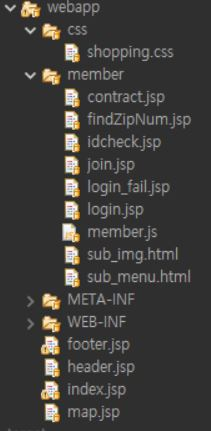 webapp
css
shopping.css
member
contract.jsp
findZipNum.jsp
idcheck.jsp
join.jsp
login_fail.jsp
login.jsp
member.js
sub_img.html
sub_menu.html
META-INF
WEB-INF
footer.jsp
header.jsp
index.jsp
map.jsp